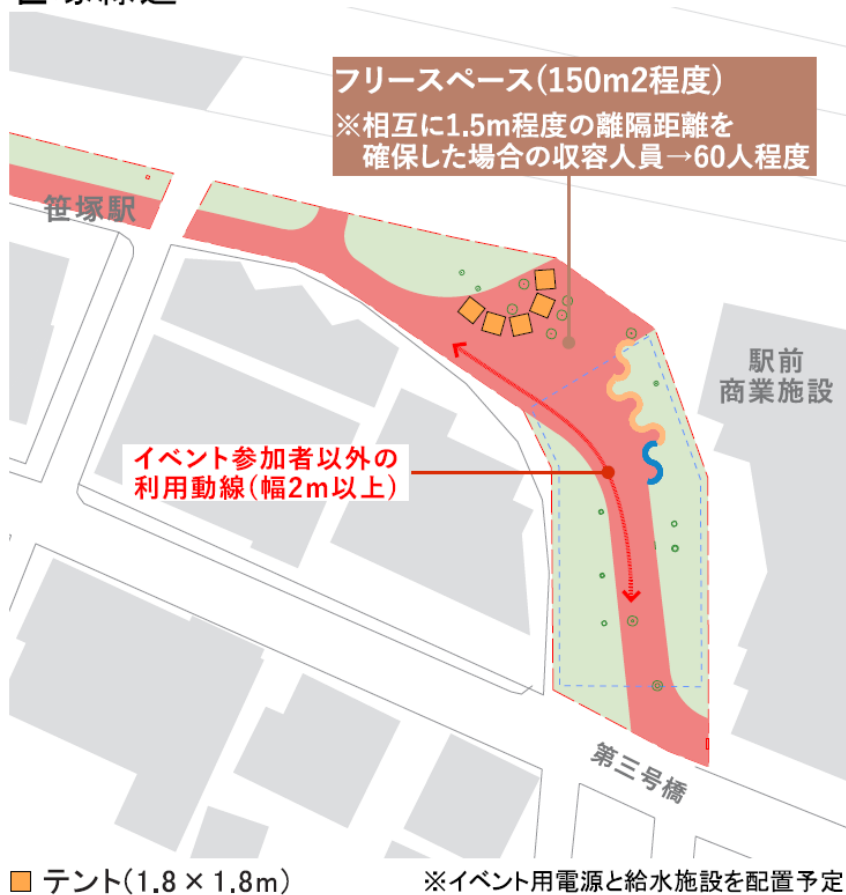 フリースペース(150m2程度)
※相互に1.5m程度の離隔距離を
確保した場合の収容人員→60人程度
笹塚駅
駅前
商業施設
イベント参加者以外の
利用動線(幅2m以上)
第三号橋
テント(1.8×1.8m)
※イベント用電源と給水施設を配置予定